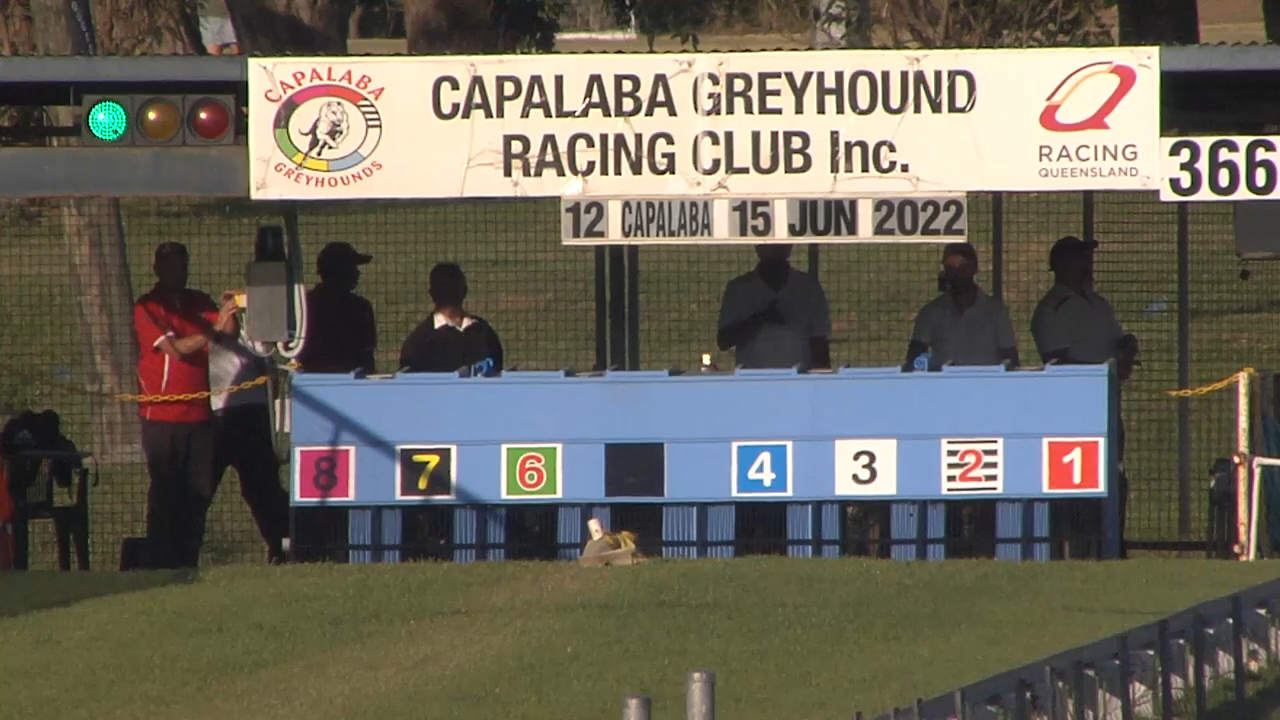 CAPALABA
GREYHOUNDS
CAPALABA GREYHOUND
RACING CLUB Inc.
RACING
QUEENSLAND
366
12 CAPALABA 15 JUN 2022
8 7 6 4 3 2 1